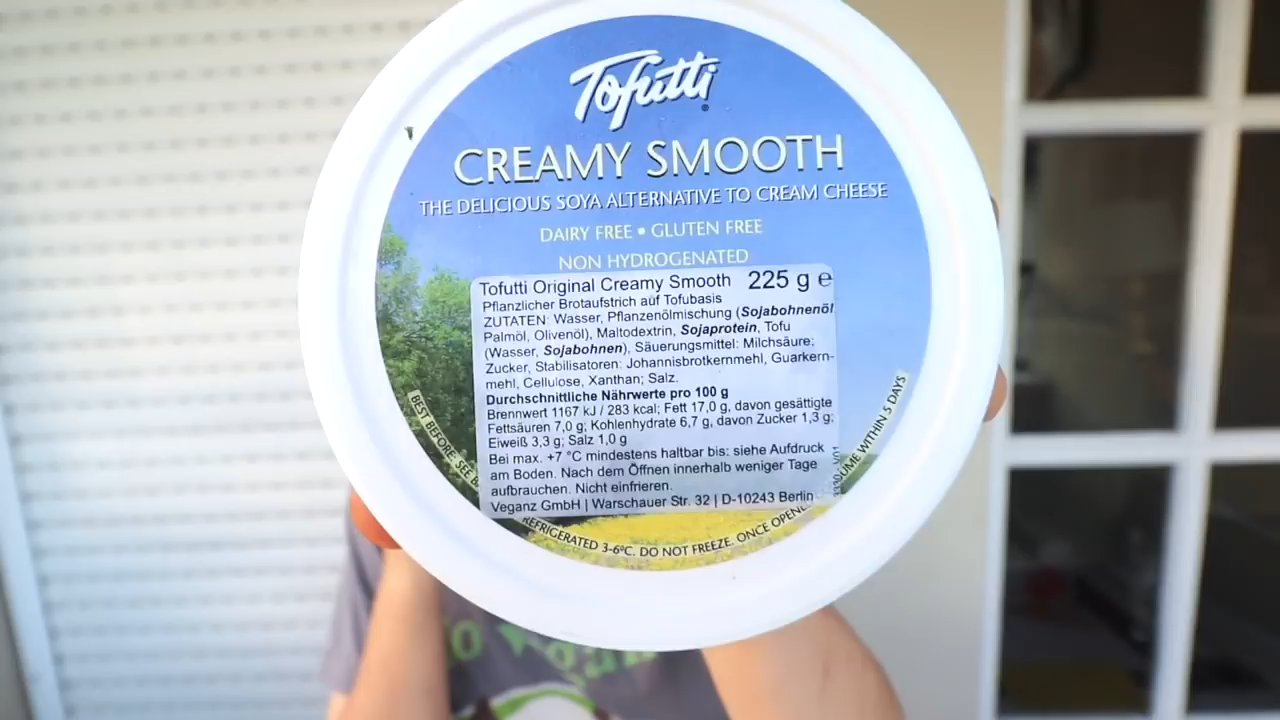 Tofutti
CREAMY SMOOTH
THE DELICIOUS SOYA ALTERNATIVE TO CREAM CHEESE
DAIRY FREE • GLUTEN FREE
NON HYDROGENATED
Tofutti Original Creamy Smooth 225 g e
Pflanzlicher Brotaufstrich auf Tofubasis
ZUTATEN: Wasser, Pflanzenölmischung (Sojabohnenöl
Palmöl, Olivenöl), Maltodextrin, Sojaprotein, Tofu
(Wasser, Sojabohnen), Säuerungsmittel: Milchsäure;
Zucker, Stabilisatoren: Johannisbrotkernmehl, Guarkern-
mehl, Cellulose, Xanthan; Salz.
Durchschnittliche Nährwerte pro 100 g
Brennwert 1167 kJ / 283 kcal; Fett 17,0 g, davon gesättigte
Fettsäuren 7,0 g; Kohlenhydrate 6,7 g, davon Zucker 1,3 g;
Eiweiß 3,3 g; Salz 1,0 g
Bei max. +7 °C mindestens haltbar bis: siehe Aufdruck
am Boden. Nach dem Öffnen innerhalb weniger Tage
aufbrauchen. Nicht einfrieren.
Veganz GmbH | Warschauer Str. 32 | D-10243 Berlin
BEST BEFORE: SEE
REFRIGERATED 3-6ºC. DO NOT FREEZE. ONCE
WITHIN 5 DAYS